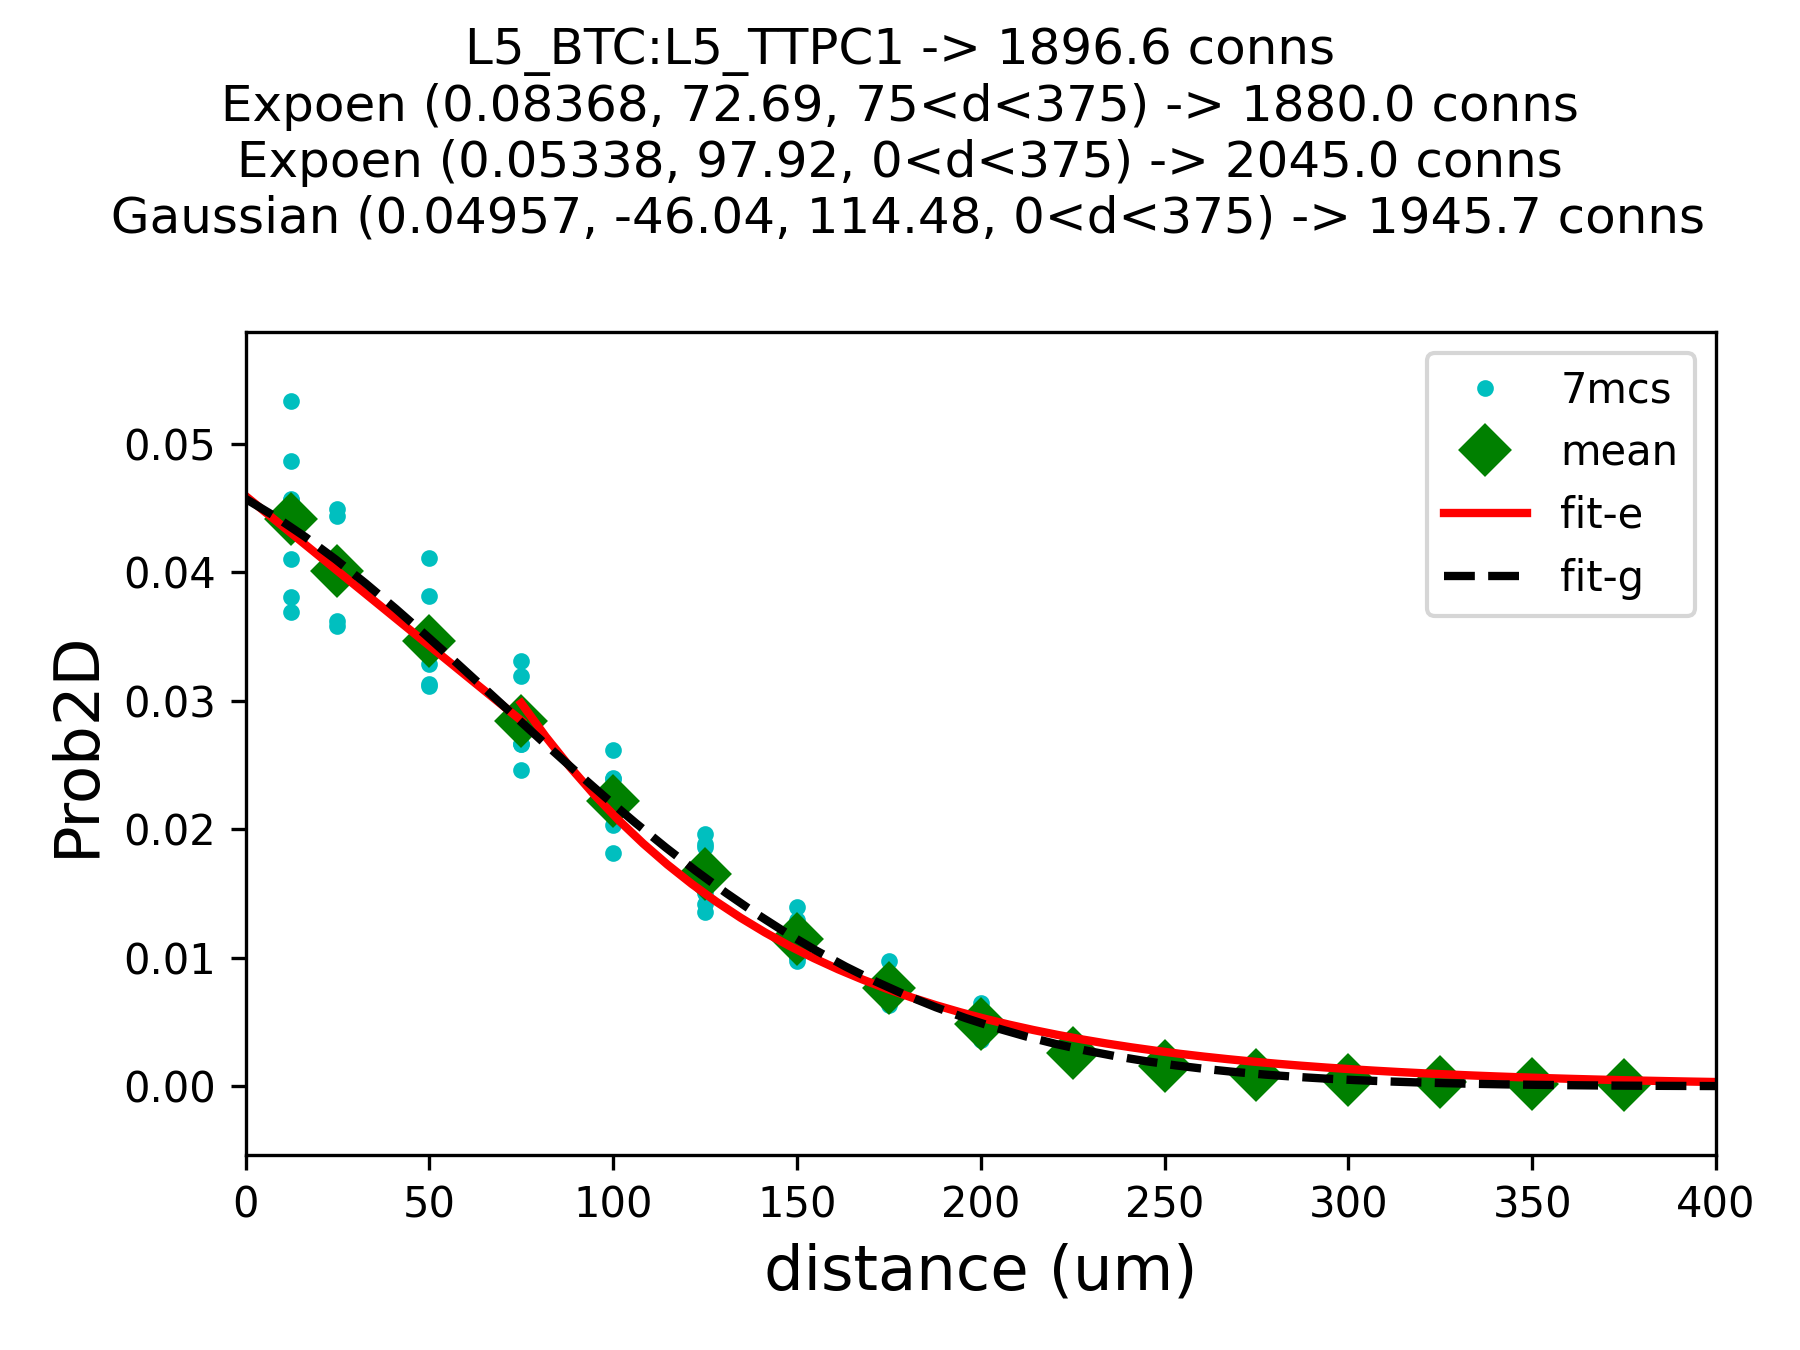 L5_BTC:L5_TTPC1 -> 1896.6 conns
Expoen (0.08368, 72.69, 75<d<375) -> 1880.0 conns
Expoen (0.05338, 97.92, 0<d<375) -> 2045.0 conns
Gaussian (0.04957, -46.04, 114.48, 0<d<375) -> 1945.7 conns
7mcs
mean
fit-e
fit-g
Prob2D
0.05
0.04
0.03
0.02
0.01
0.00
0 50 100 150 200 250 300 350 400
distance (um)